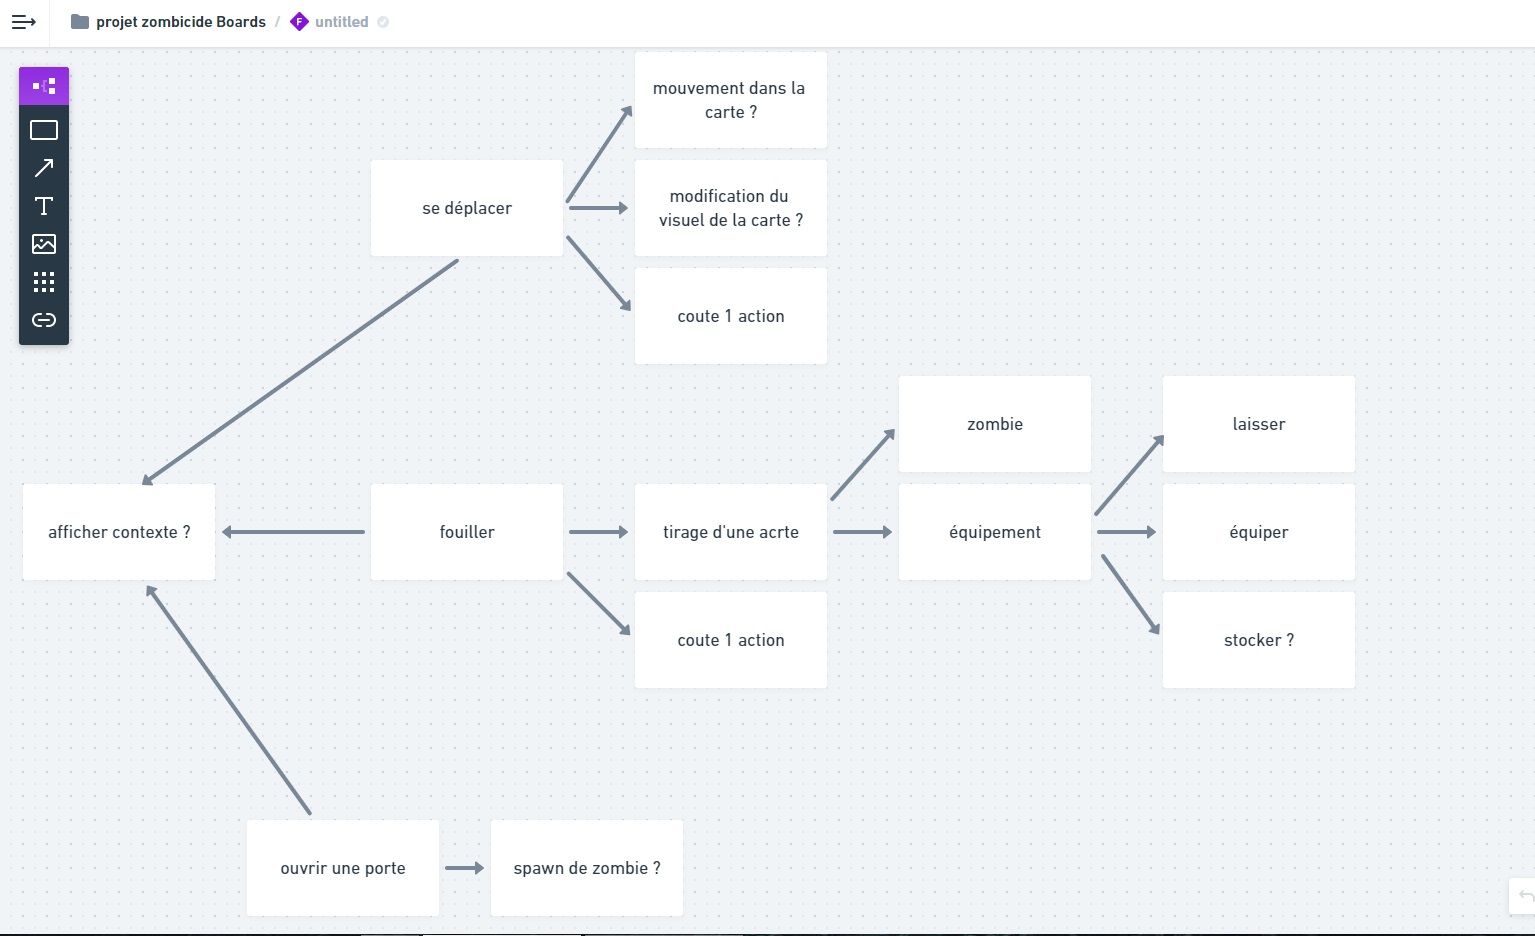 projet zombicide Boards / F untitled
mouvement dans la
carte ?
se déplacer
modification du
visuel de la carte ?
coute 1 action
zombie
laisser
afficher contexte ?
fouiller
tirage d'une acrte
équipement
équiper
coute 1 action
stocker ?
ouvrir une porte
spawn de zombie ?